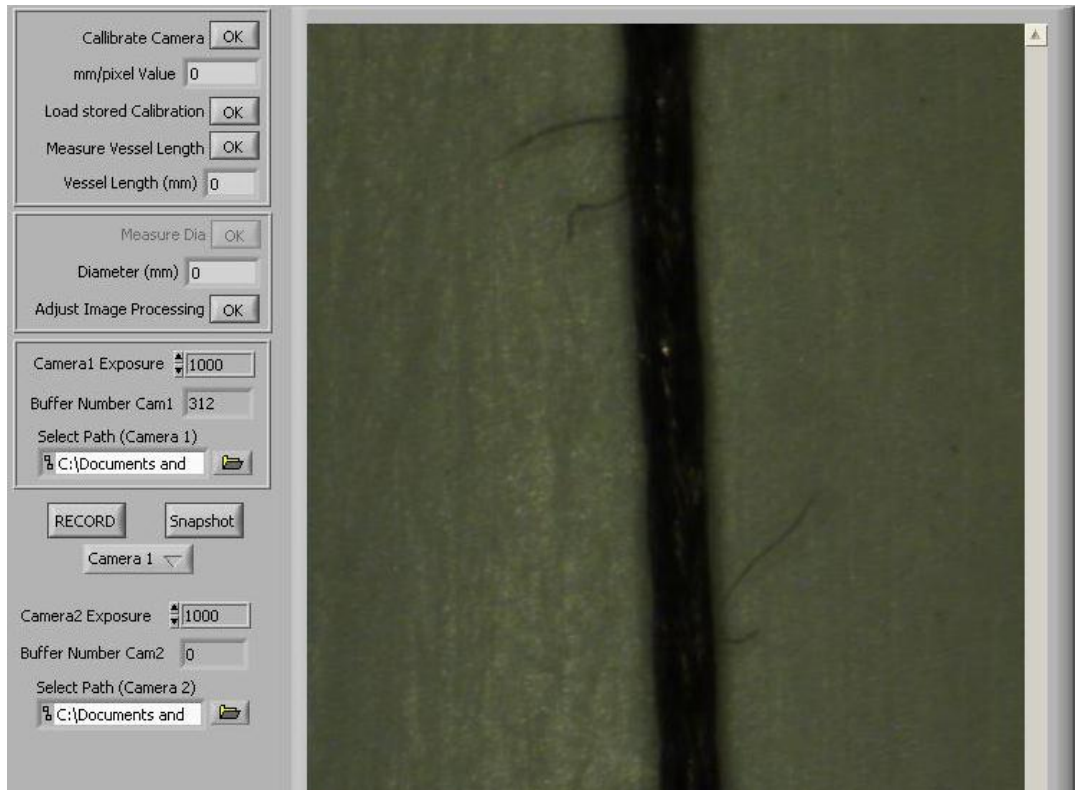 Callibrate Camera OK
mm/pixel Value 0
Load stored Calibration OK
Measure Vessel Length OK
Vessel Length (mm) 0
Measure Dia OK
Diameter (mm) 0
Adjust Image Processing OK
Camera1 Exposure 1000
Buffer Number Cam1 312
Select Path (Camera 1)
C:\Documents and
RECORD Snapshot
Camera 1
Camera2 Exposure 1000
Buffer Number Cam2 0
Select Path (Camera 2)
C:\Documents and